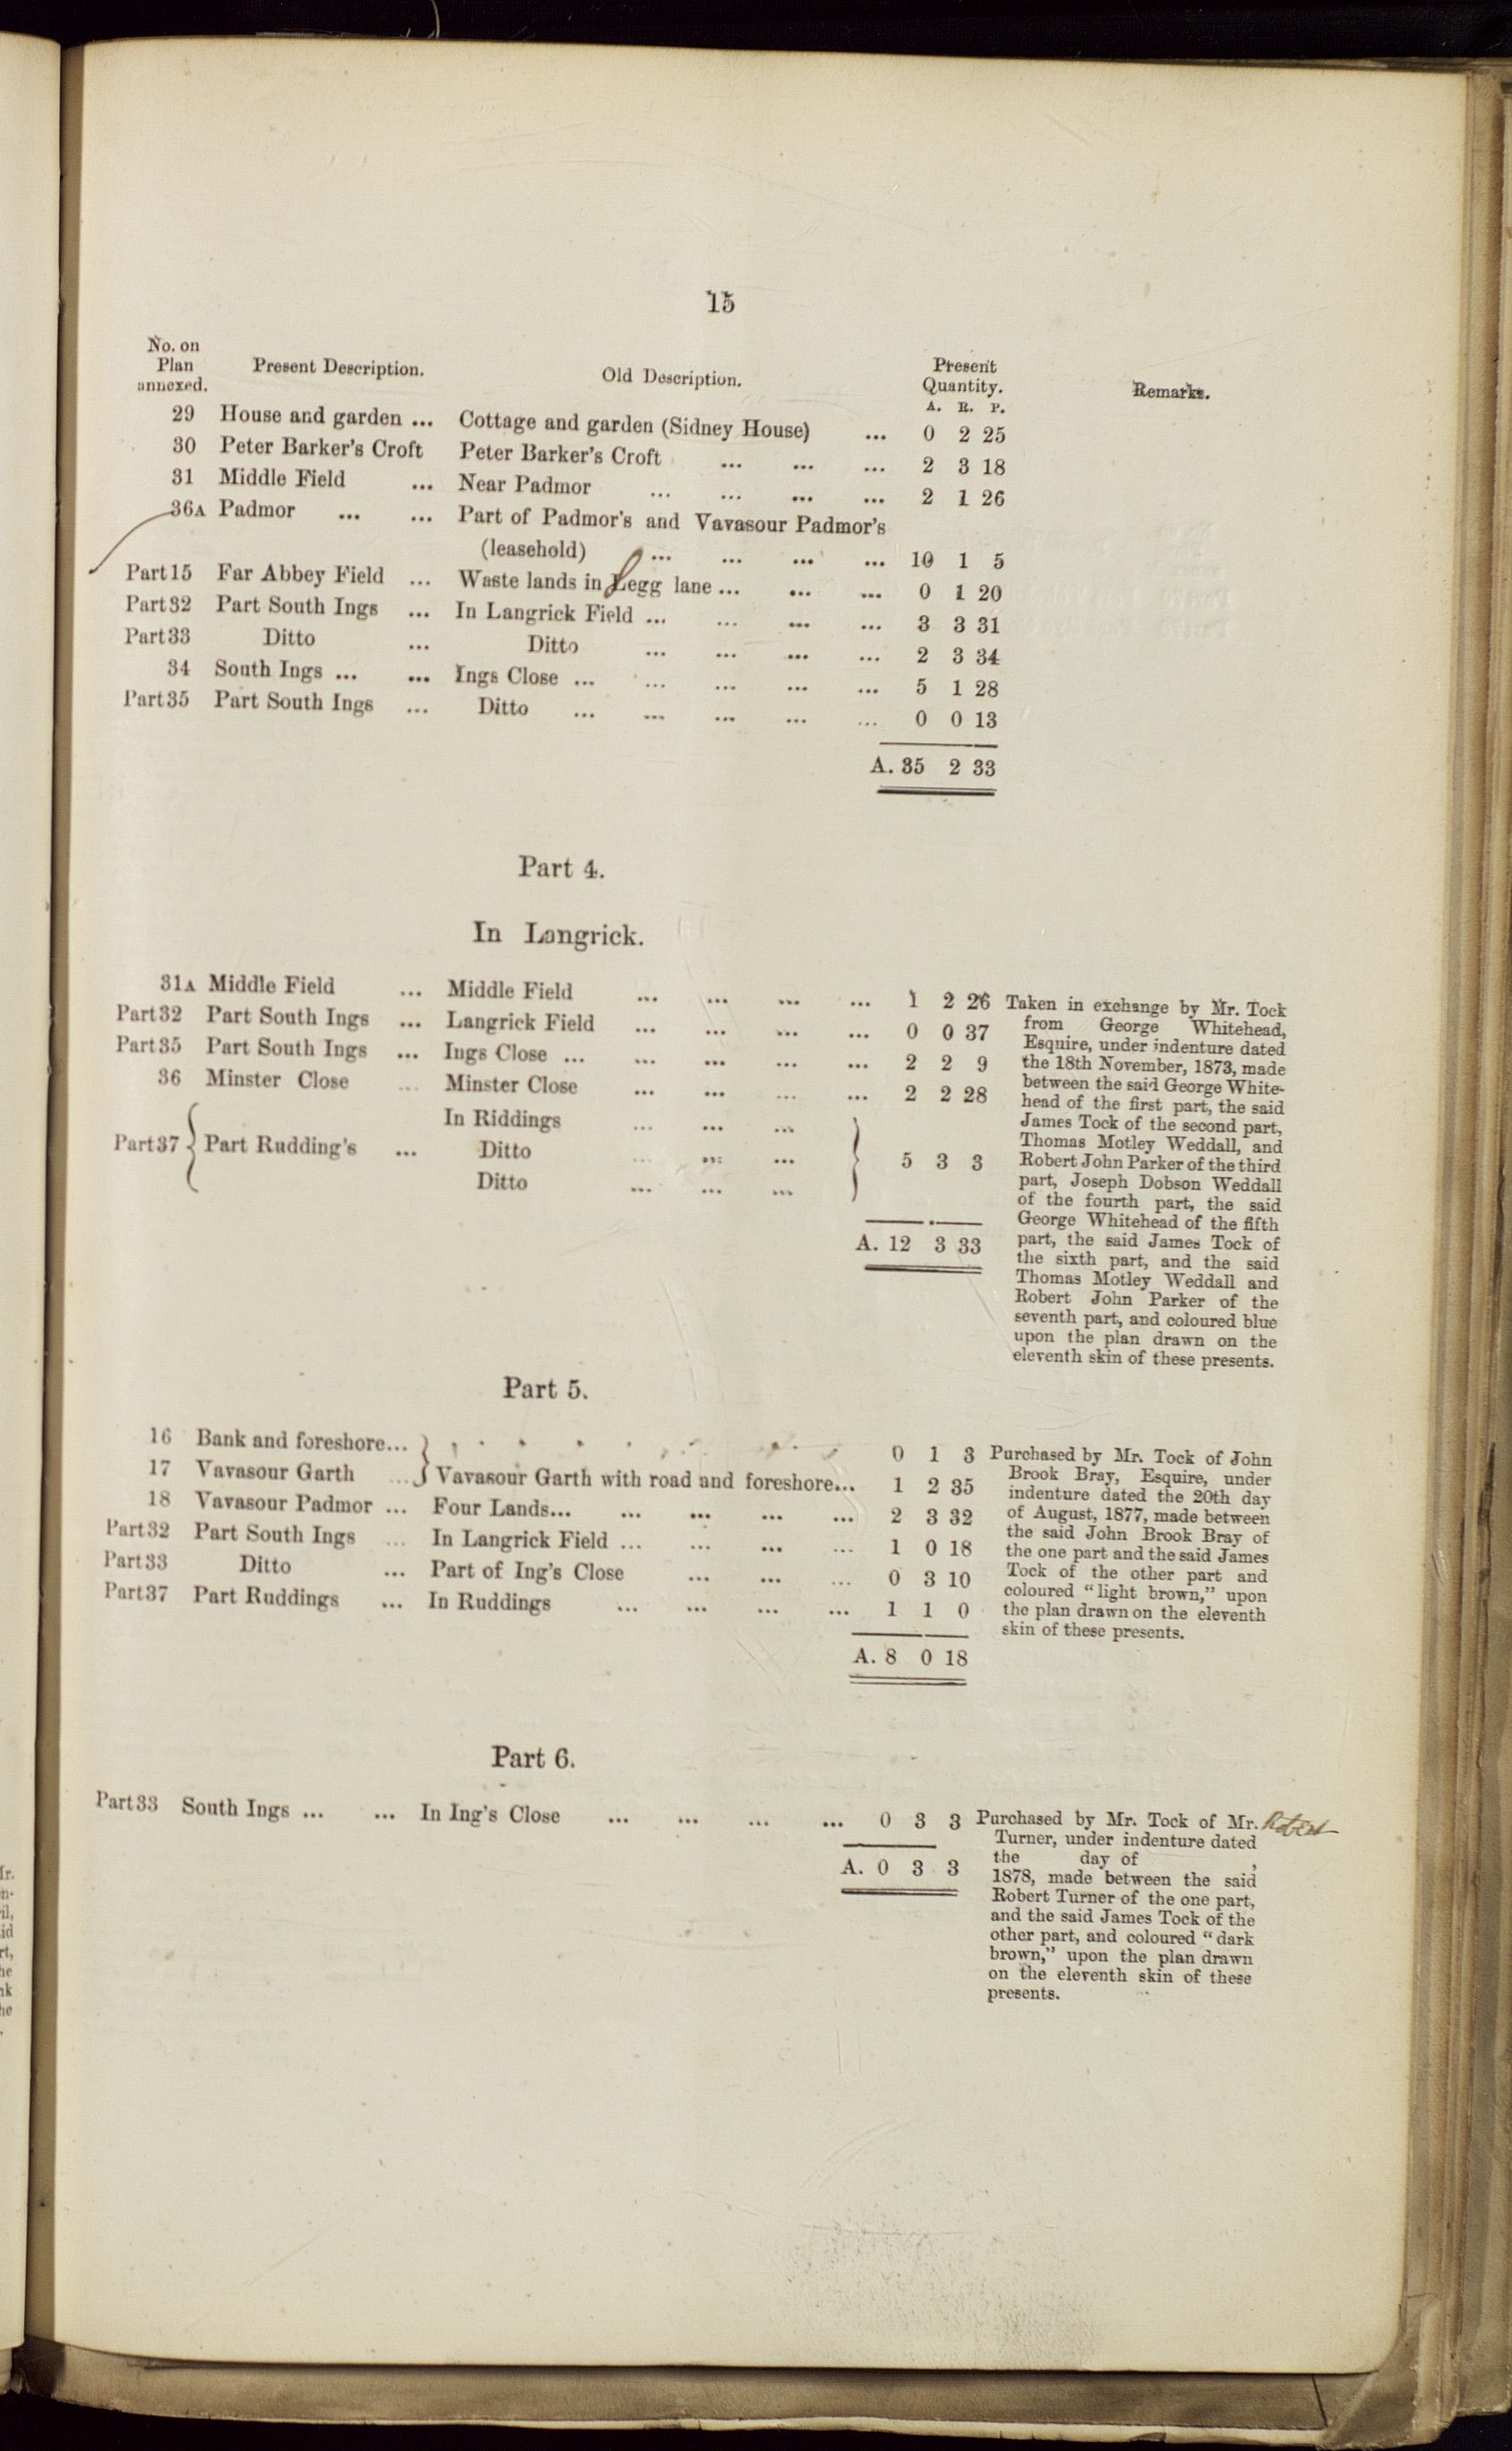 15
No. on Plan annexed. Present Description. Old Description. Present Quantity. Remarks.
A. R. P.
29 House and garden ... Cottage and garden (Sidney House) ... 0 2 25
30 Peter Barker's Croft Peter Barker's Croft ... ... ... 2 3 18
31 Middle Field ... Near Padmor ... ... ... ... 2 1 26
36A Padmor ... ... Part of Padmor's and Vavasour Padmor's
(leasehold) ... ... ... ... 10 1 5
Part 15 Far Abbey Field ... Waste lands in Legg lane ... ... ... 0 1 20
Part 32 Part South Ings ... In Langrick Field ... ... ... ... 3 3 31
Part 33 Ditto ... Ditto ... ... ... ... 2 3 34
34 South Ings ... ... Ings Close ... ... ... ... ... 5 1 28
Part 35 Part South Ings ... Ditto ... ... ... ... ... 0 0 13
A. 35 2 33
Part 4.
In Langrick.
31A Middle Field ... Middle Field ... ... ... ... 1 2 26
Part 32 Part South Ings ... Langrick Field ... ... ... ... 0 0 37
Part 35 Part South Ings ... Ings Close ... ... ... ... ... 2 2 9
36 Minster Close ... Minster Close ... ... ... ... 2 2 28
In Riddings ... ... ...
Part 37 { Part Rudding's ... Ditto ... ... ... } 5 3 3
Ditto ... ... ...
A. 12 3 33
Taken in exchange by Mr. Tock
from George Whitehead,
Esquire, under indenture dated
the 18th November, 1873, made
between the said George White-
head of the first part, the said
James Tock of the second part,
Thomas Motley Weddall, and
Robert John Parker of the third
part, Joseph Dobson Weddall
of the fourth part, the said
George Whitehead of the fifth
part, the said James Tock of
the sixth part, and the said
Thomas Motley Weddall and
Robert John Parker of the
seventh part, and coloured blue
upon the plan drawn on the
eleventh skin of these presents.
Part 5.
16 Bank and foreshore... } 0 1 3
17 Vavasour Garth ... } Vavasour Garth with road and foreshore... 1 2 35
18 Vavasour Padmor ... Four Lands... ... ... ... ... 2 3 32
Part 32 Part South Ings ... In Langrick Field ... ... ... ... 1 0 18
Part 33 Ditto ... Part of Ing's Close ... ... ... 0 3 10
Part 37 Part Ruddings ... In Ruddings ... ... ... ... 1 1 0
A. 8 0 18
Purchased by Mr. Tock of John
Brook Bray, Esquire, under
indenture dated the 20th day
of August, 1877, made between
the said John Brook Bray of
the one part and the said James
Tock of the other part and
coloured “light brown,” upon
the plan drawn on the eleventh
skin of these presents.
Part 6.
Part 33 South Ings ... ... In Ing's Close ... ... ... ... 0 3 3
A. 0 3 3
Purchased by Mr. Tock of Mr. Robert
Turner, under indenture dated
the day of ,
1878, made between the said
Robert Turner of the one part,
and the said James Tock of the
other part, and coloured “dark
brown,” upon the plan drawn
on the eleventh skin of these
presents.